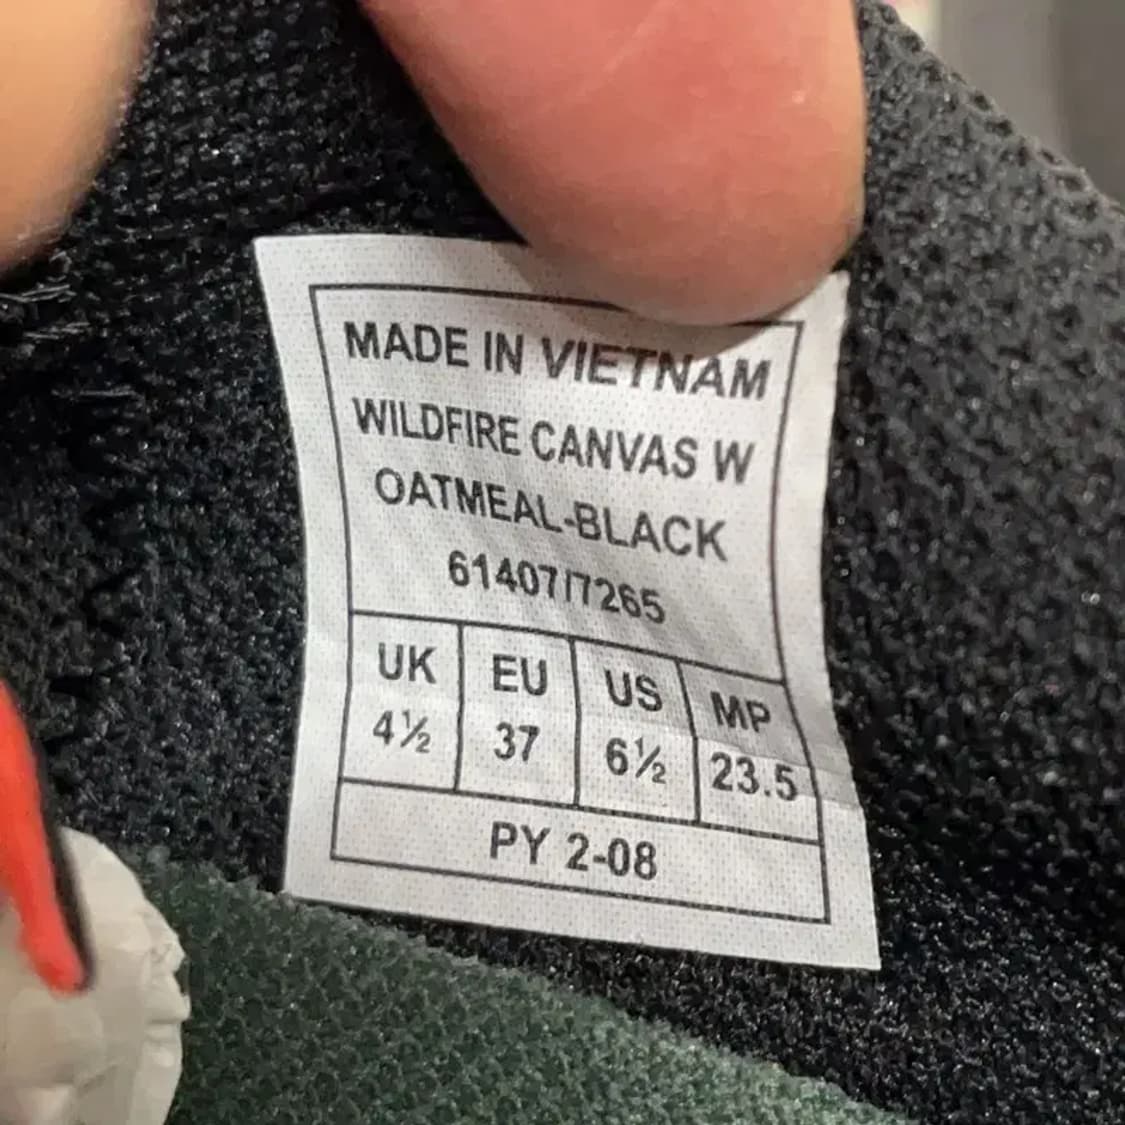 MADE IN VIETNAM
WILDFIRE CANVAS W
OATMEAL-BLACK
61407/7265
UK EU US MP
4½ 37 6½ 23.5
PY 2-08